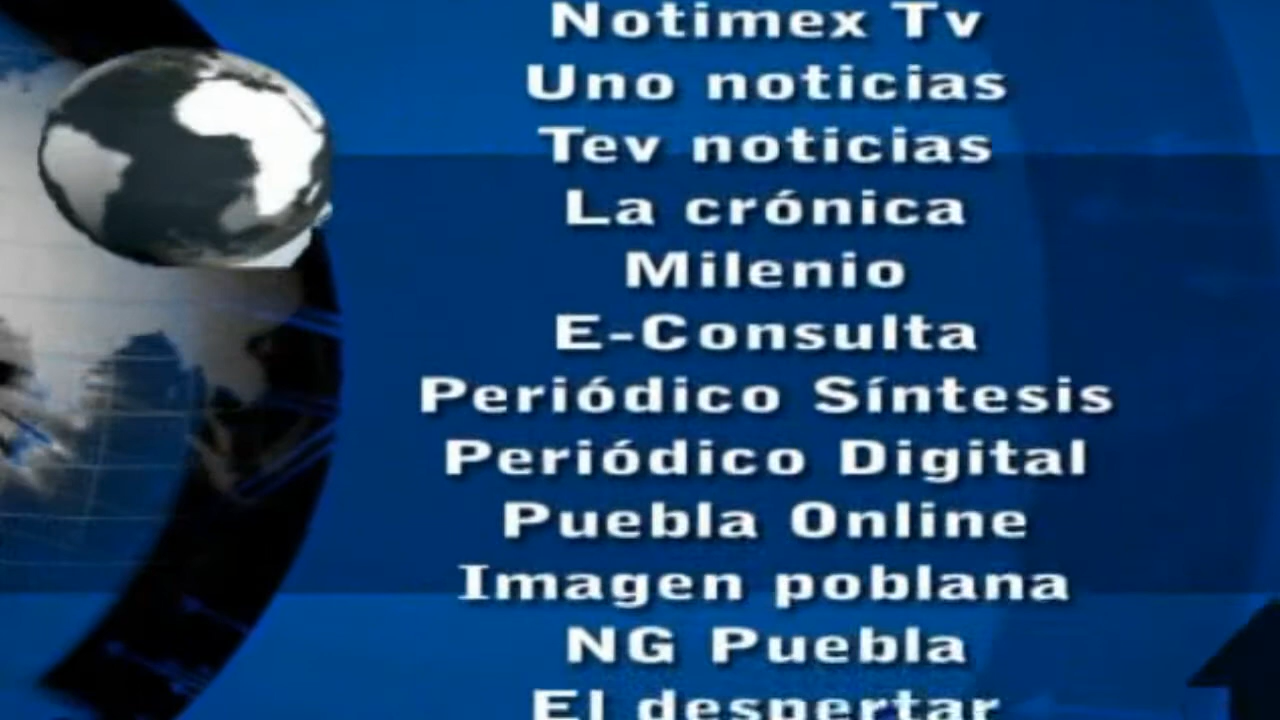 Notimex Tv
Uno noticias
Tev noticias
La crónica
Milenio
E-Consulta
Periódico Síntesis
Periódico Digital
Puebla Online
Imagen poblana
NG Puebla
El despertar